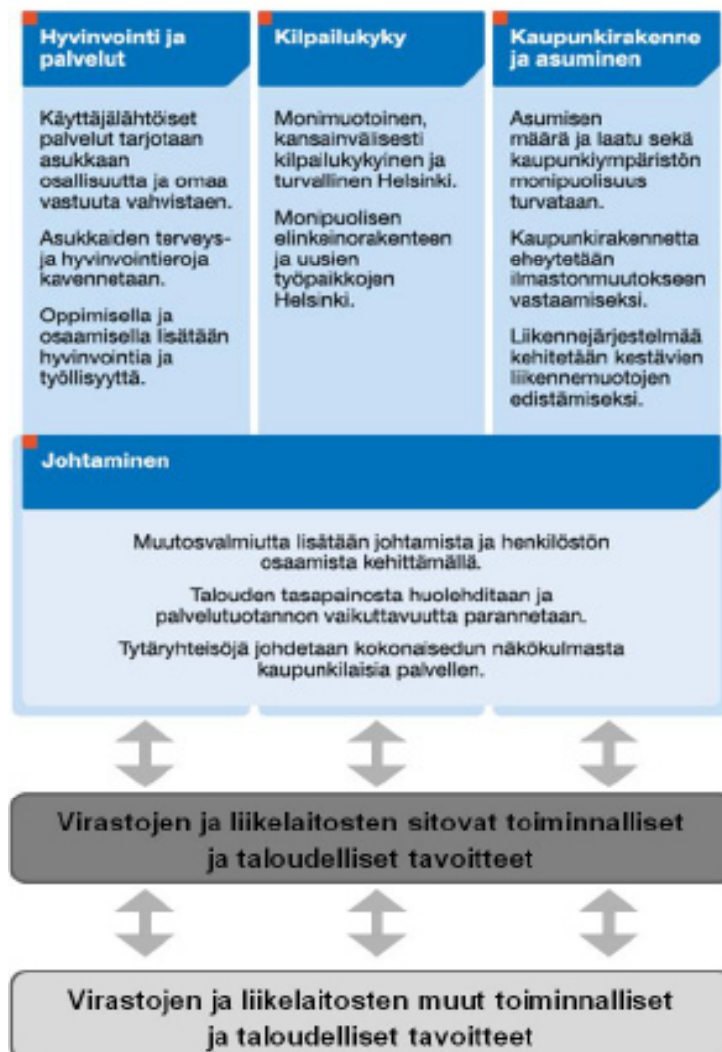 Hyvinvointi ja
palvelut
Käyttäjälähtöiset
palvelut tarjotaan
asukkaan
osallisuutta ja omaa
vastuuta vahvistaen.
Asukkaiden terveys-
ja hyvinvointieroja
kavennetaan.
Oppimisella ja
osaamisella lisätään
hyvinvointia ja
työllisyyttä.
Kilpailukyky
Monimuotoinen,
kansainvälisesti
kilpailukykyinen ja
turvallinen Helsinki.
Monipuolisen
elinkeinorakenteen
ja uusien
työpaikkojen
Helsinki.
Kaupunkirakenne
ja asuminen
Asumisen
määrä ja laatu sekä
kaupunkiympäristön
monipuolisuus
turvataan.
Kaupunkirakennetta
eheytetään
ilmastonmuutokseen
vastaamiseksi.
Liikennejärjestelmää
kehitetään kestävien
liikennemuotojen
edistämiseksi.
Johtaminen
Muutosvalmiutta lisätään johtamista ja henkilöstön
osaamista kehittämällä.
Talouden tasapainosta huolehditaan ja
palvelutuotannon vaikuttavuutta parannetaan.
Tytäryhteisöjä johdetaan kokonaisedun näkökulmasta
kaupunkilaisia palvellen.
Virastojen ja liikelaitosten sitovat toiminnalliset
ja taloudelliset tavoitteet
Virastojen ja liikelaitosten muut toiminnalliset
ja taloudelliset tavoitteet